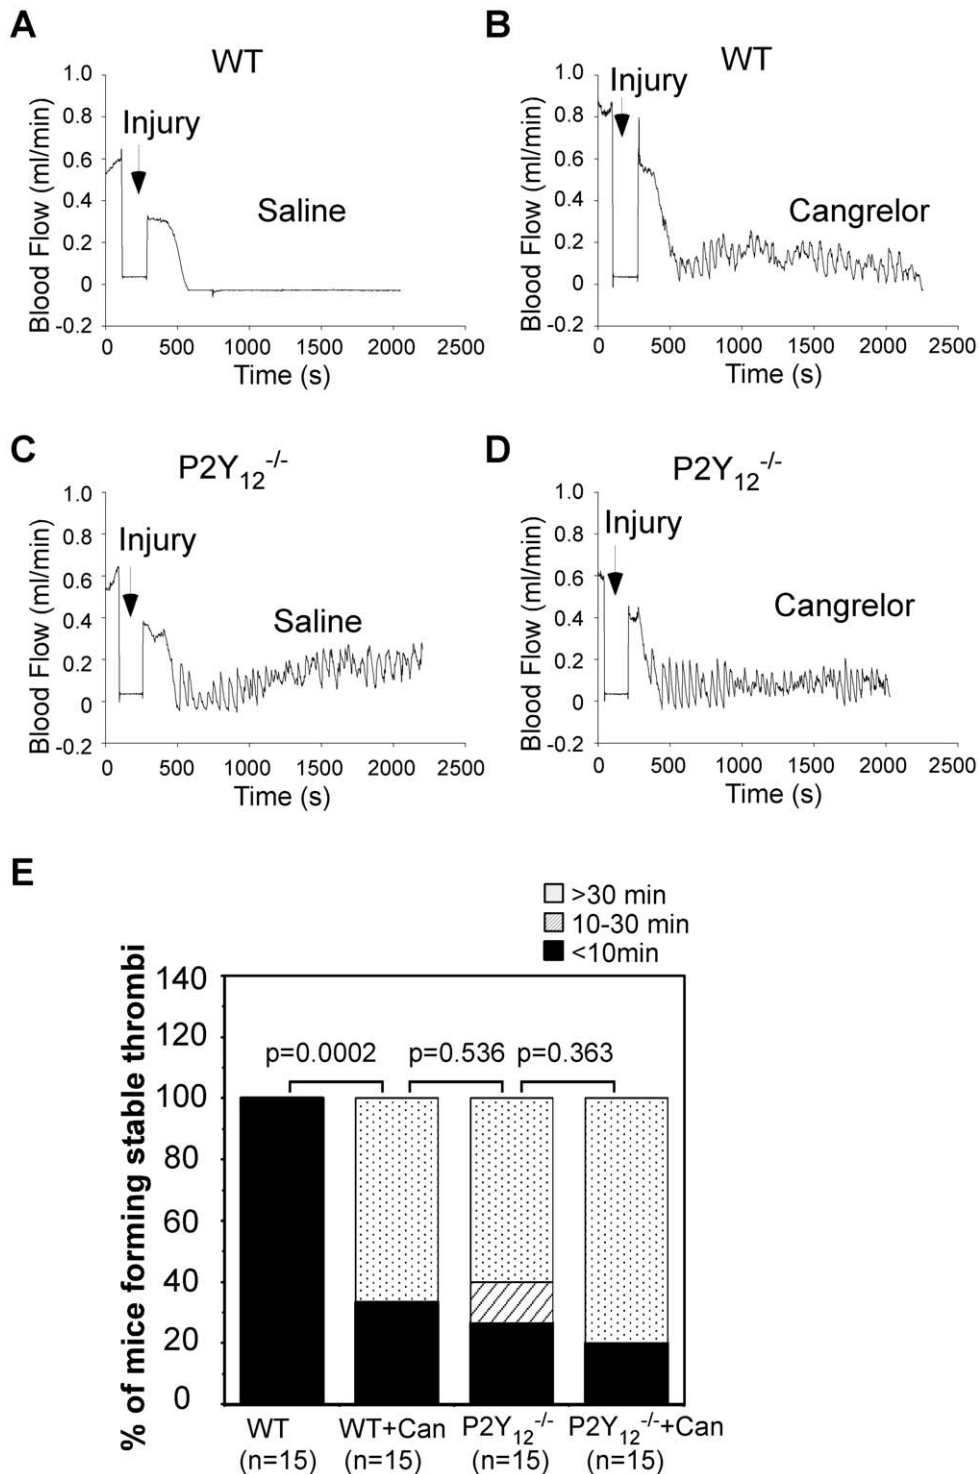 A
WT
Blood Flow (ml/min)
1.0
0.8
0.6
0.4
0.2
0
-0.2
Injury
Saline
0 500 1000 1500 2000 2500
Time (s)
B
WT
Blood Flow (ml/min)
1.0
0.8
0.6
0.4
0.2
0
-0.2
Injury
Cangrelor
0 500 1000 1500 2000 2500
Time (s)
C
P2Y₁₂⁻/⁻
Blood Flow (ml/min)
1.0
0.8
0.6
0.4
0.2
0
-0.2
Injury
Saline
0 500 1000 1500 2000 2500
Time (s)
D
P2Y₁₂⁻/⁻
Blood Flow (ml/min)
1.0
0.8
0.6
0.4
0.2
0
-0.2
Injury
Cangrelor
0 500 1000 1500 2000 2500
Time (s)
E
>30 min
10-30 min
<10min
% of mice forming stable thrombi
140
120
100
80
60
40
20
0
p=0.0002 p=0.536 p=0.363
WT WT+Can P2Y₁₂⁻/⁻ P2Y₁₂⁻/⁻+Can
(n=15) (n=15) (n=15) (n=15)